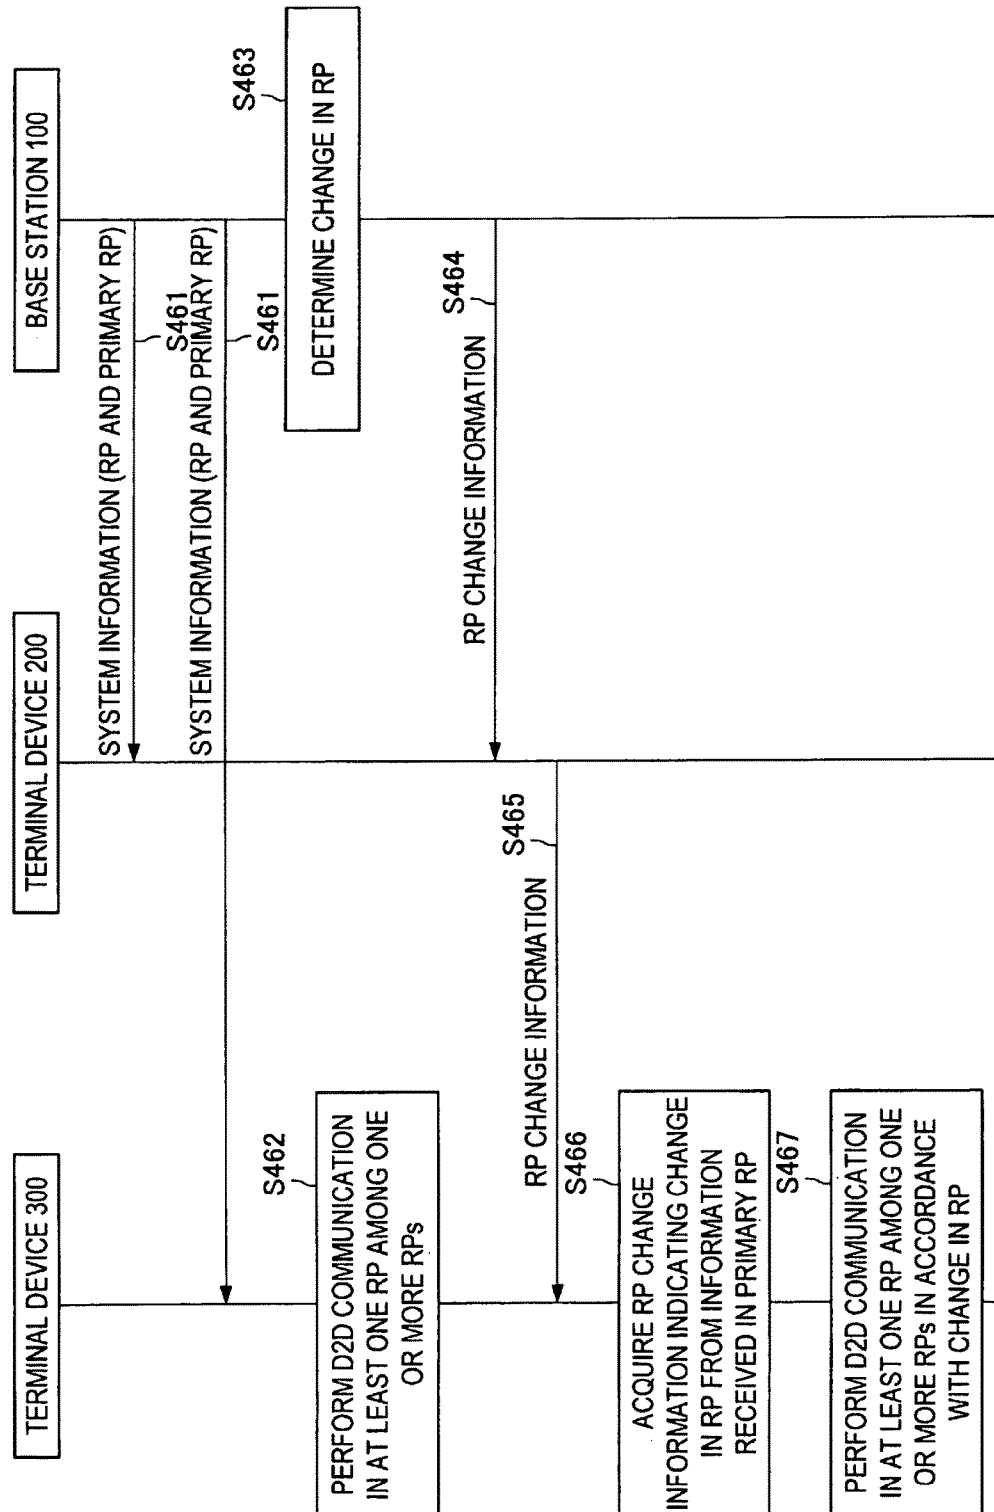 TERMINAL DEVICE 300
TERMINAL DEVICE 200
BASE STATION 100
SYSTEM INFORMATION (RP AND PRIMARY RP)
S461
SYSTEM INFORMATION (RP AND PRIMARY RP)
S461
S462
PERFORM D2D COMMUNICATION
IN AT LEAST ONE RP AMONG ONE
OR MORE RPs
S463
DETERMINE CHANGE IN RP
S464
RP CHANGE INFORMATION
S465
RP CHANGE INFORMATION
S466
ACQUIRE RP CHANGE
INFORMATION INDICATING CHANGE
IN RP FROM INFORMATION
RECEIVED IN PRIMARY RP
S467
PERFORM D2D COMMUNICATION
IN AT LEAST ONE RP AMONG ONE
OR MORE RPs IN ACCORDANCE
WITH CHANGE IN RP